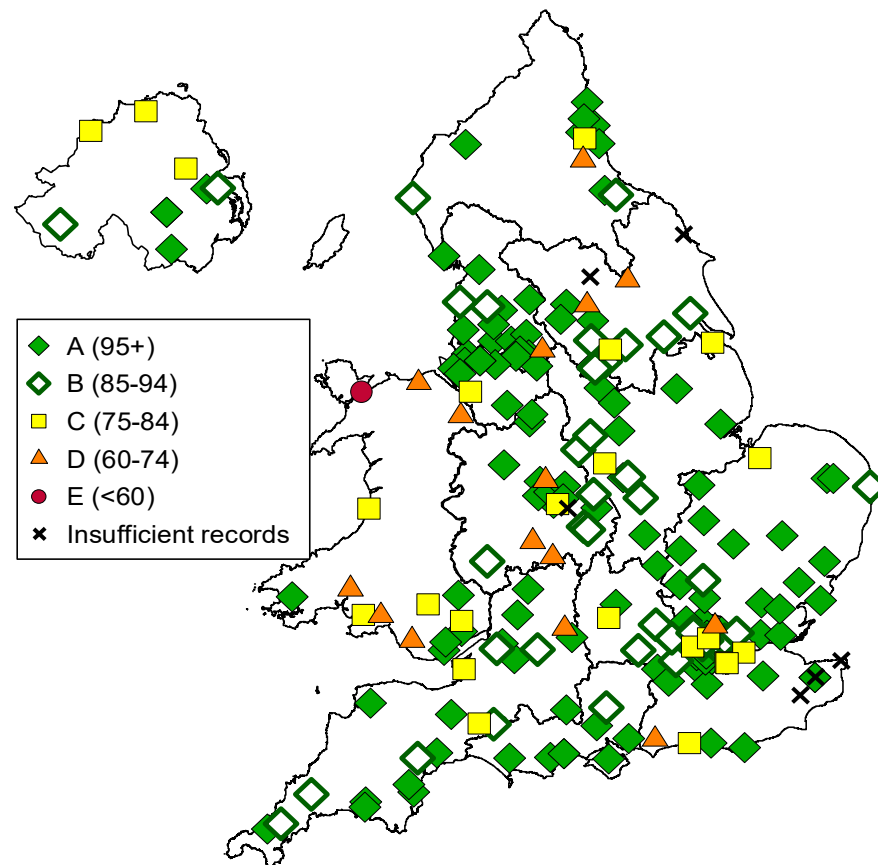 A (95+)
B (85-94)
C (75-84)
D (60-74)
E (<60)
Insufficient records